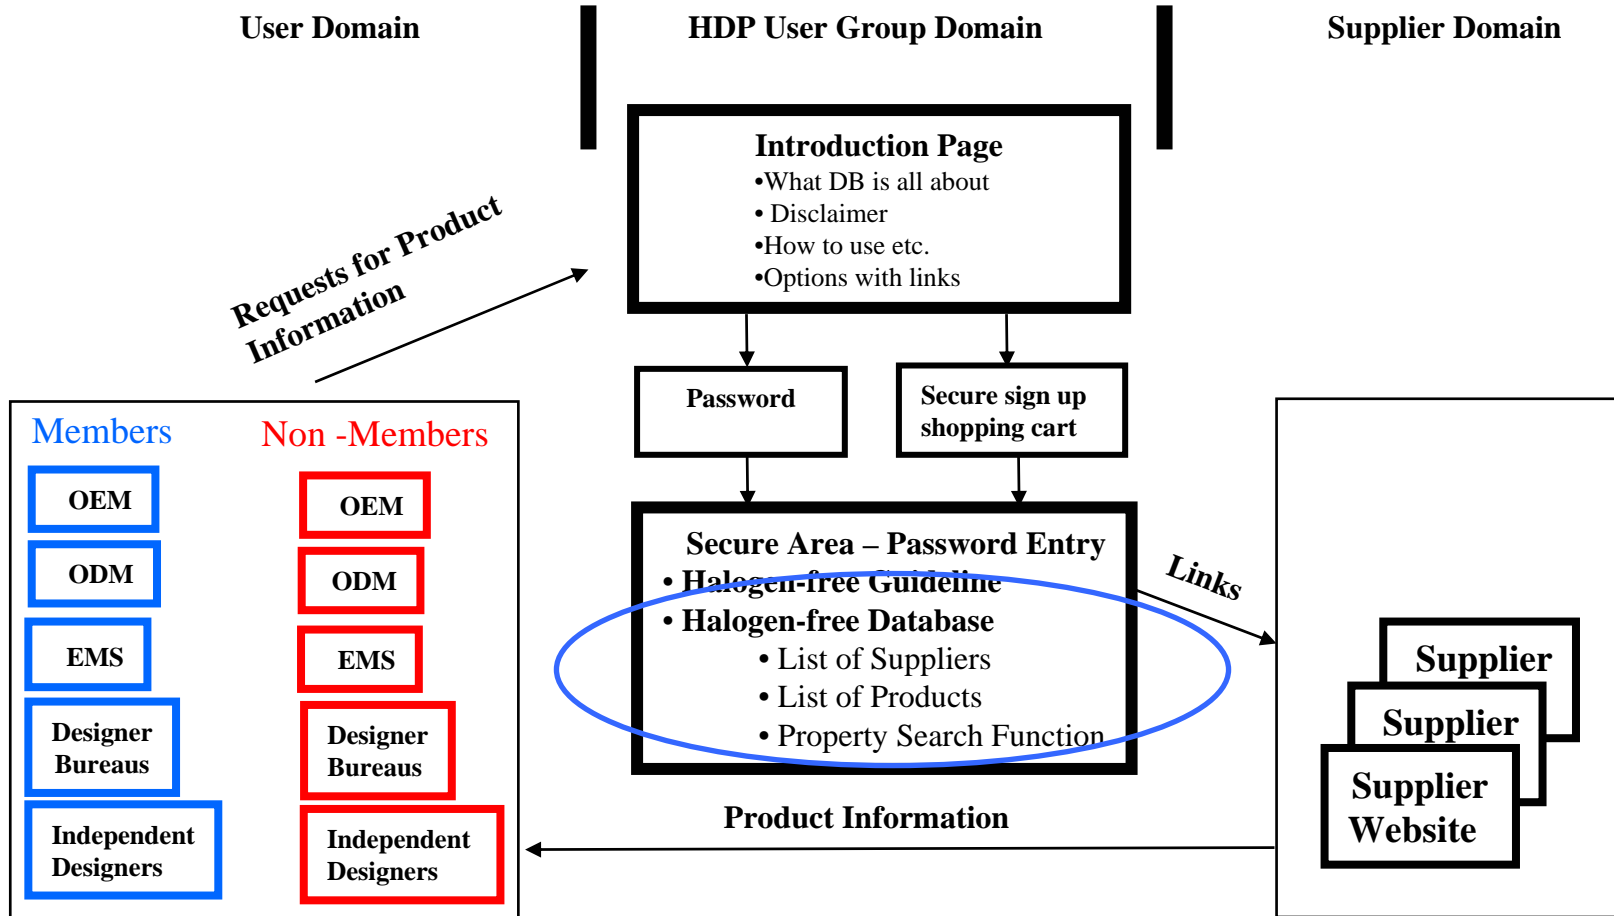 User Domain
HDP User Group Domain
Supplier Domain
Introduction Page
•What DB is all about
• Disclaimer
•How to use etc.
•Options with links
Requests for Product
Information
Password
Secure sign up
shopping cart
Members
Non -Members
OEM
OEM
ODM
ODM
EMS
EMS
Designer
Bureaus
Designer
Bureaus
Independent
Designers
Independent
Designers
Secure Area – Password Entry
• Halogen-free Guideline
• Halogen-free Database
• List of Suppliers
• List of Products
• Property Search Function
Links
Supplier
Supplier
Supplier
Website
Product Information